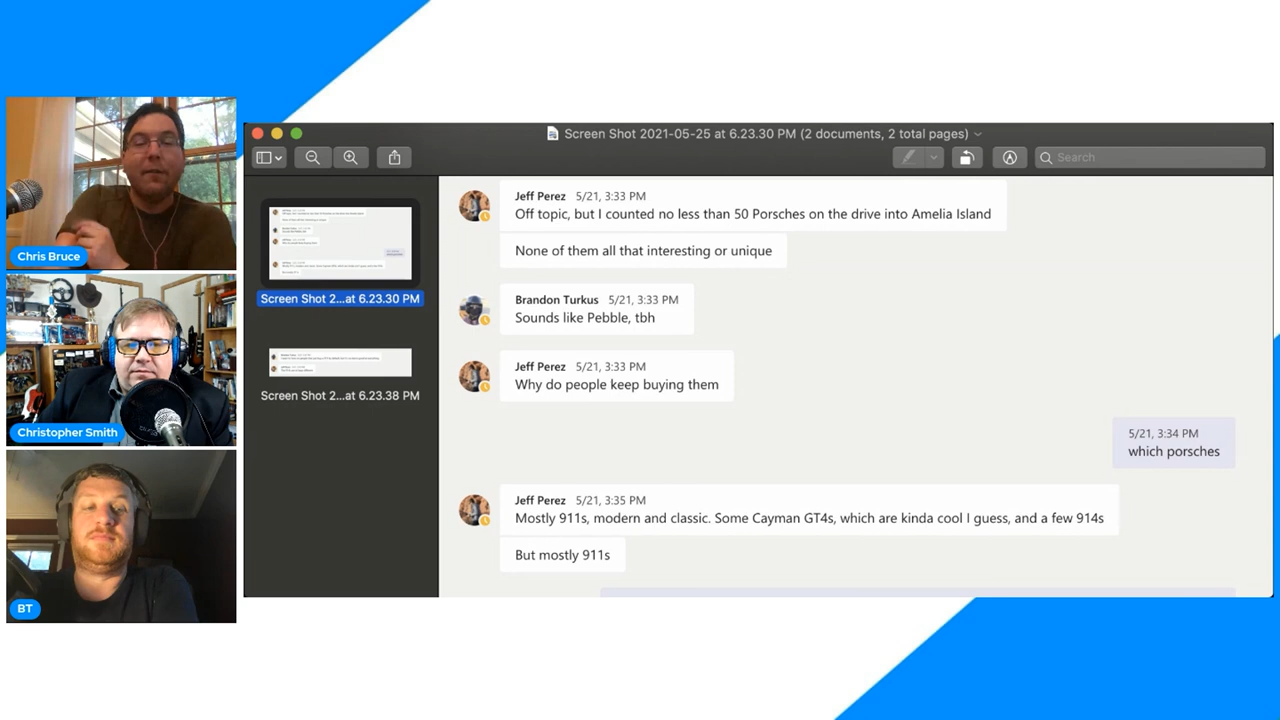 Chris Bruce
Christopher Smith
BT
Screen Shot 2021-05-25 at 6.23.30 PM (2 documents, 2 total pages)
Search
Screen Shot 2...at 6.23.30 PM
Screen Shot 2...at 6.23.38 PM
Jeff Perez 5/21, 3:33 PM
Off topic, but I counted no less than 50 Porsches on the drive into Amelia Island
None of them all that interesting or unique
Brandon Turkus 5/21, 3:33 PM
Sounds like Pebble, tbh
Jeff Perez 5/21, 3:33 PM
Why do people keep buying them
5/21, 3:34 PM
which porsches
Jeff Perez 5/21, 3:35 PM
Mostly 911s, modern and classic. Some Cayman GT4s, which are kinda cool I guess, and a few 914s
But mostly 911s